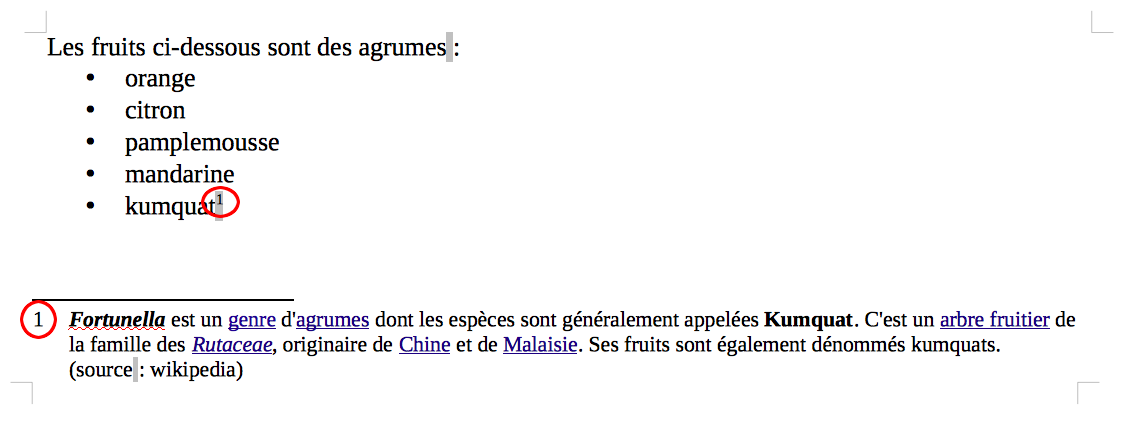 Les fruits ci-dessous sont des agrumes :
• orange
• citron
• pamplemousse
• mandarine
• kumquat¹
1 Fortunella est un genre d'agrumes dont les espèces sont généralement appelées Kumquat. C'est un arbre fruitier de
la famille des Rutaceae, originaire de Chine et de Malaisie. Ses fruits sont également dénommés kumquats.
(source : wikipedia)